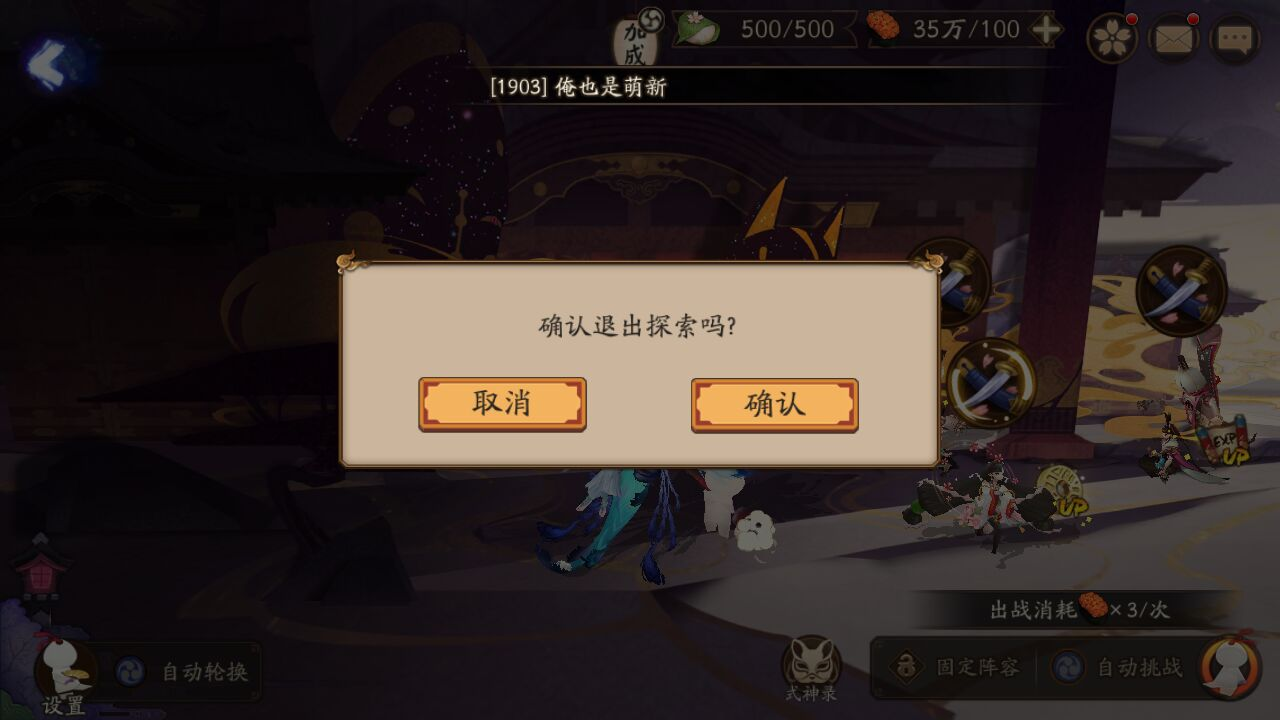 加成
500/500
35万/100
[1903] 俺也是萌新
确认退出探索吗?
取消
确认
EXP UP
UP
出战消耗 ×3/次
自动轮换
设置
式神录
固定阵容
自动挑战